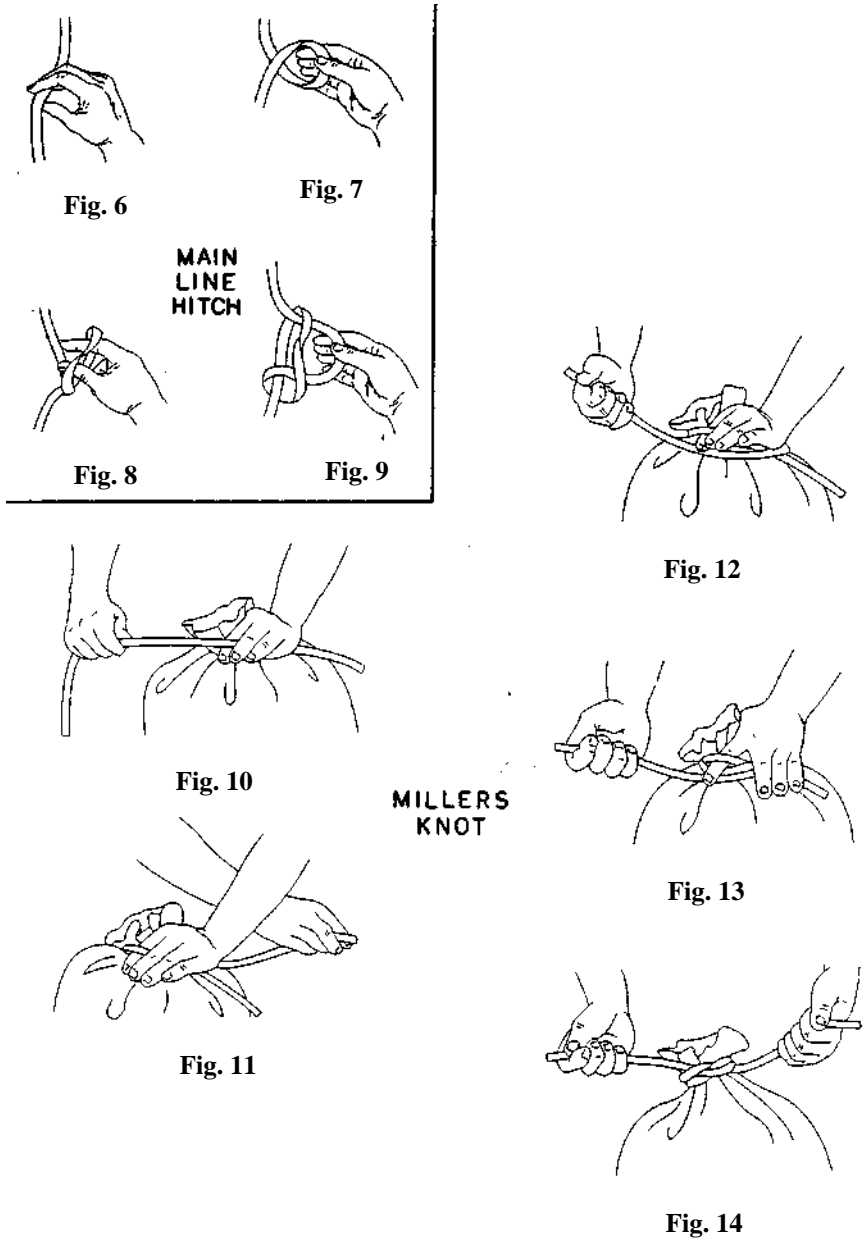 Fig. 6
Fig. 7
MAIN
LINE
HITCH
Fig. 8
Fig. 9
Fig. 12
Fig. 10
MILLERS
KNOT
Fig. 13
Fig. 11
Fig. 14